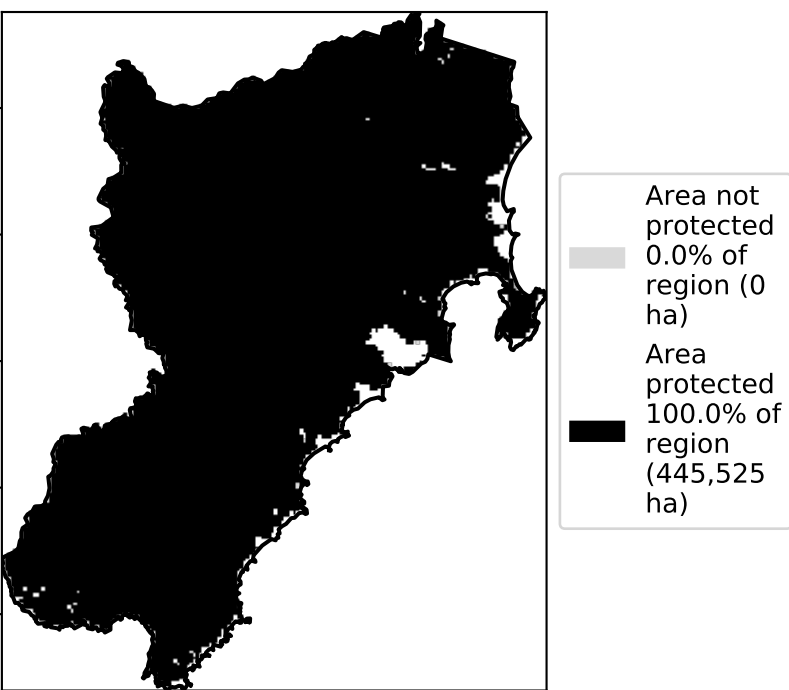 Area not
protected
0.0% of
region (0
ha)
Area
protected
100.0% of
region
(445,525
ha)